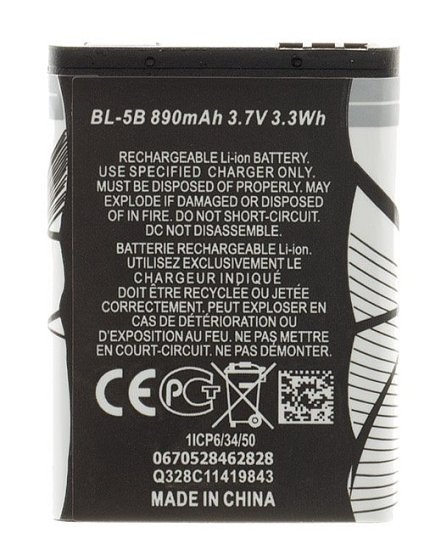 BL-5B 890mAh 3.7V 3.3Wh
RECHARGEABLE Li-ion BATTERY.
USE SPECIFIED CHARGER ONLY.
MUST BE DISPOSED OF PROPERLY. MAY
EXPLODE IF DAMAGED OR DISPOSED
OF IN FIRE. DO NOT SHORT-CIRCUIT.
DC NOT DISASSEMBLE.
BATTERIE RECHARGEABLE Li-ion.
UTILISEZ EXCLUSIVEMENT LE
CHARGEUR INDIQUÉ
DOIT ÊTRE RECYCLÉE OU JETÉE
CORRECTEMENT. PEUT EXPLOSER EN
CAS DE DÉTÉRIORATION OU
D'EXPOSITION AU FEU. NE PAS METTRE
EN COURT-CIRCUIT. NE PAS DÉMONTER.
CE PCT
1ICP6/34/50
0670528462828
Q328C11419843
MADE IN CHINA